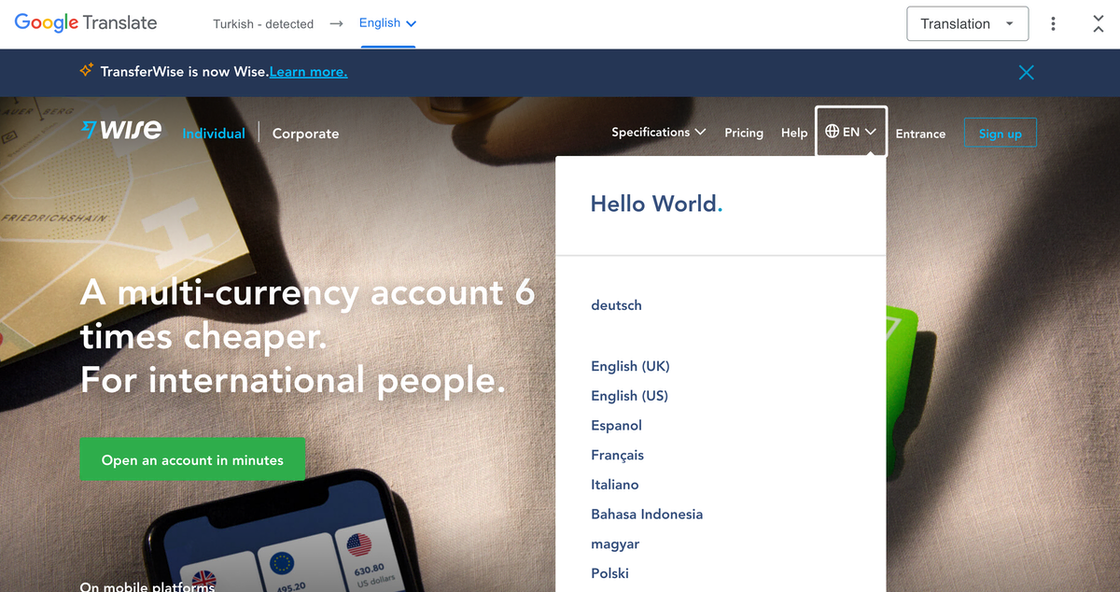 Google Translate
Turkish - detected → English
Translation
TransferWise is now Wise. Learn more.
WISE
Individual
Corporate
Specifications
Pricing
Help
EN
Entrance
Sign up
AUER BERG
FRIEDRICHSHAIN
Hello World.
deutsch
English (UK)
English (US)
Espanol
Français
Italiano
Bahasa Indonesia
magyar
Polski
A multi-currency account 6
times cheaper.
For international people.
Open an account in minutes
495.20
630.80
US dollars
On mobile platforms